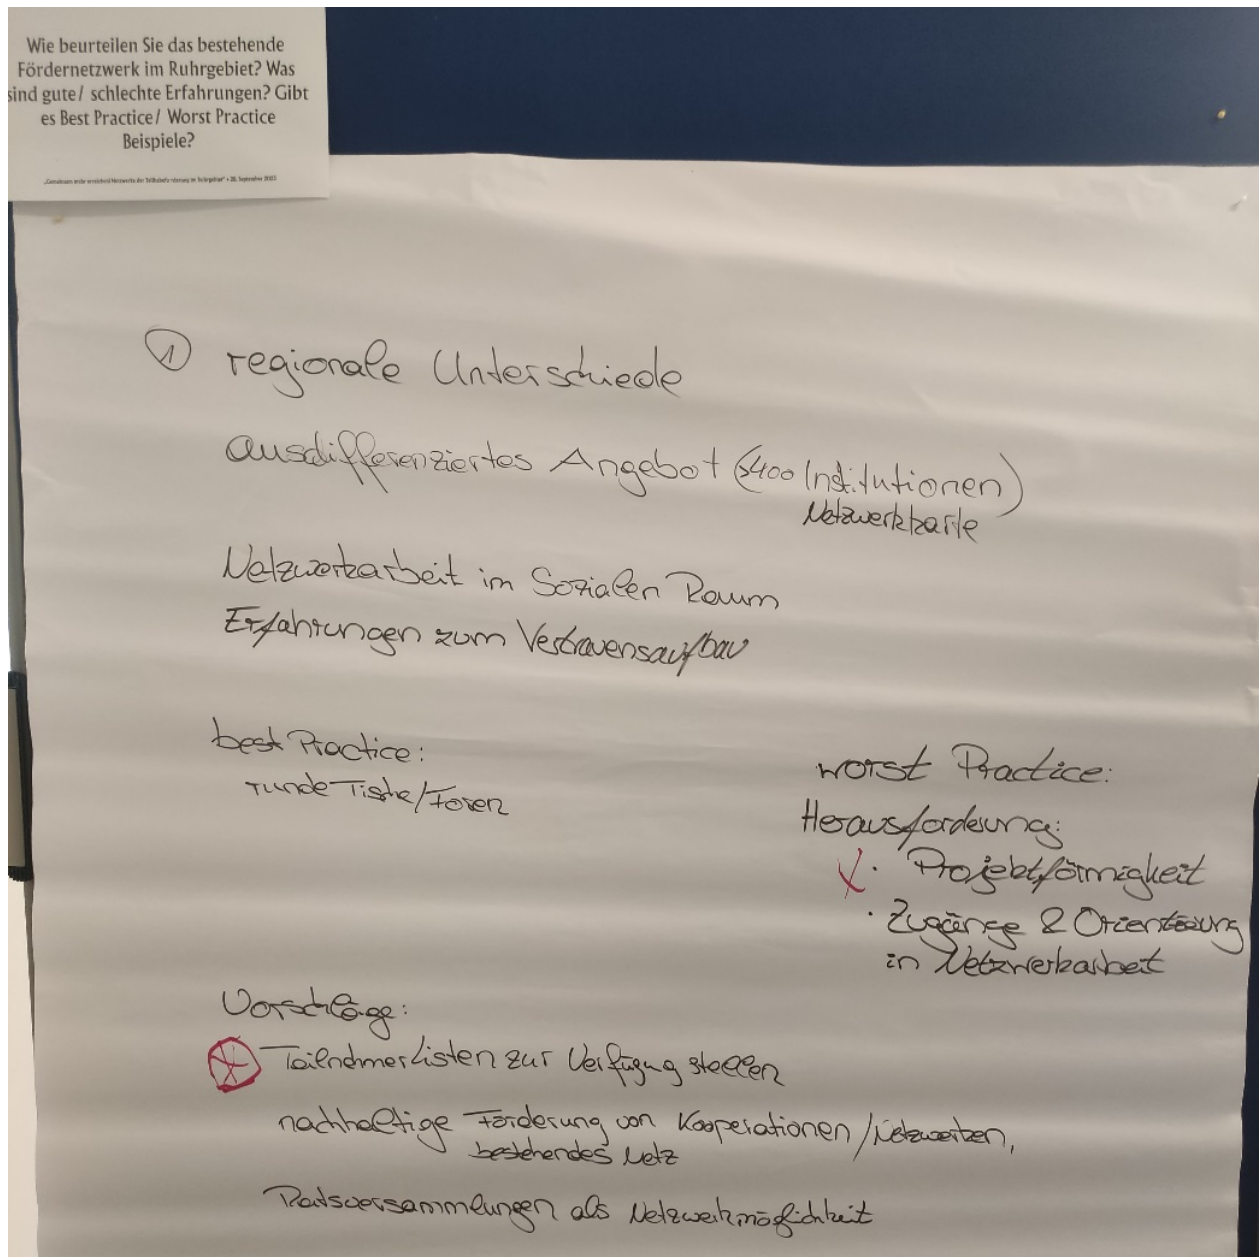 Wie beurteilen Sie das bestehende
Fördernetzwerk im Ruhrgebiet? Was
sind gute/ schlechte Erfahrungen? Gibt
es Best Practice/ Worst Practice
Beispiele?
① regionale Unterschiede
ausdifferenziertes Angebot (>400 Institutionen)
Netzwerkkarte
Netzwerkarbeit im Sozialen Raum
Erfahrungen zum Vertrauensaufbau
best Practice:
runde Tische/Foren
worst Practice:
Herausforderung:
· Projektförmigkeit
· Zugänge & Orientierung
in Netzwerkarbeit
Vorschläge:
Teilnehmerlisten zur Verfügung stellen
nachhaltige Förderung von Kooperationen/Netzwerken,
bestehendes Netz
Ratsversammlungen als Netzwerkmöglichkeit